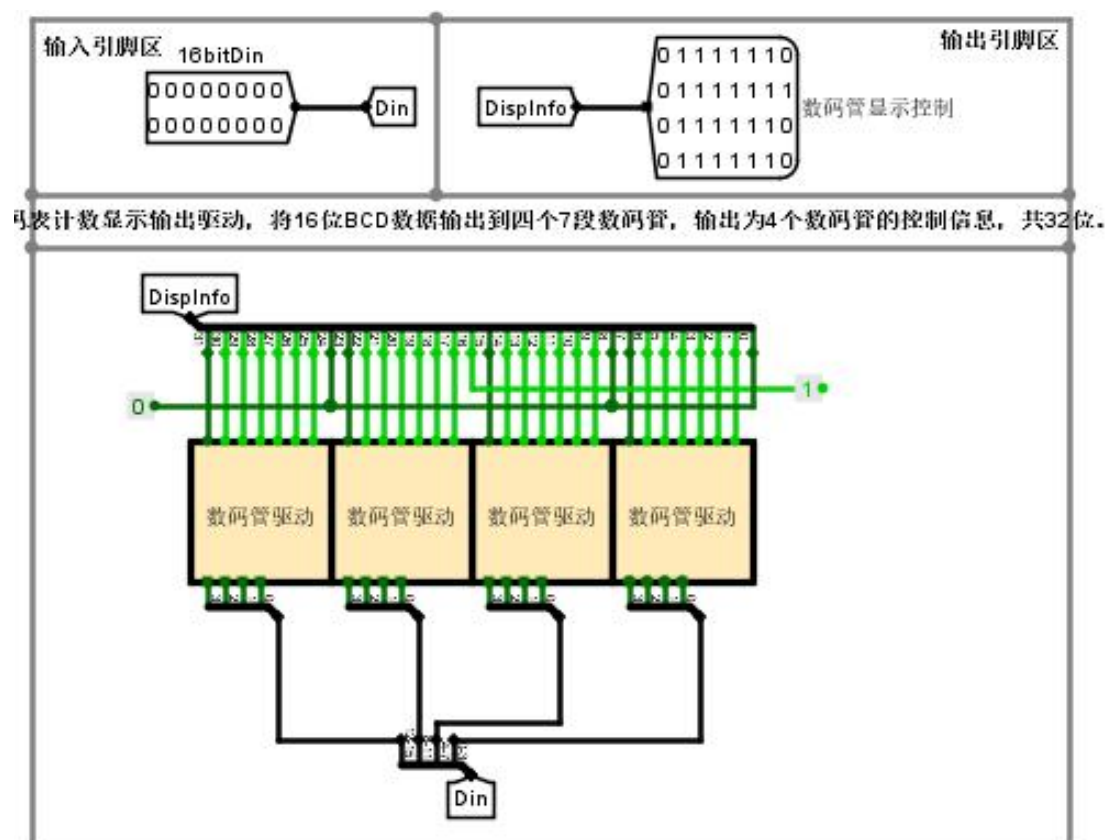 输入引脚区
16bitDin
00000000
00000000
Din
输出引脚区
DispInfo
01111110
01111111
01111110
01111110
数码管显示控制
码表计数显示输出驱动，将16位BCD数据输出到四个7段数码管，输出为4个数码管的控制信息，共32位。
DispInfo
0
1
数码管驱动
数码管驱动
数码管驱动
数码管驱动
Din